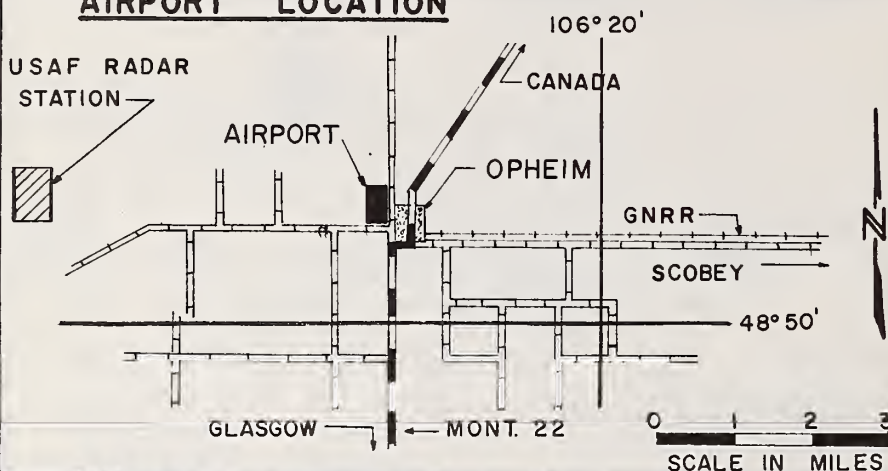 AIRPORT LOCATION
106° 20'
USAF RADAR
STATION
CANADA
AIRPORT
OPHEIM
GNRR
N
SCOBEY
48° 50'
GLASGOW
MONT. 22
0 1 2 3
SCALE IN MILES